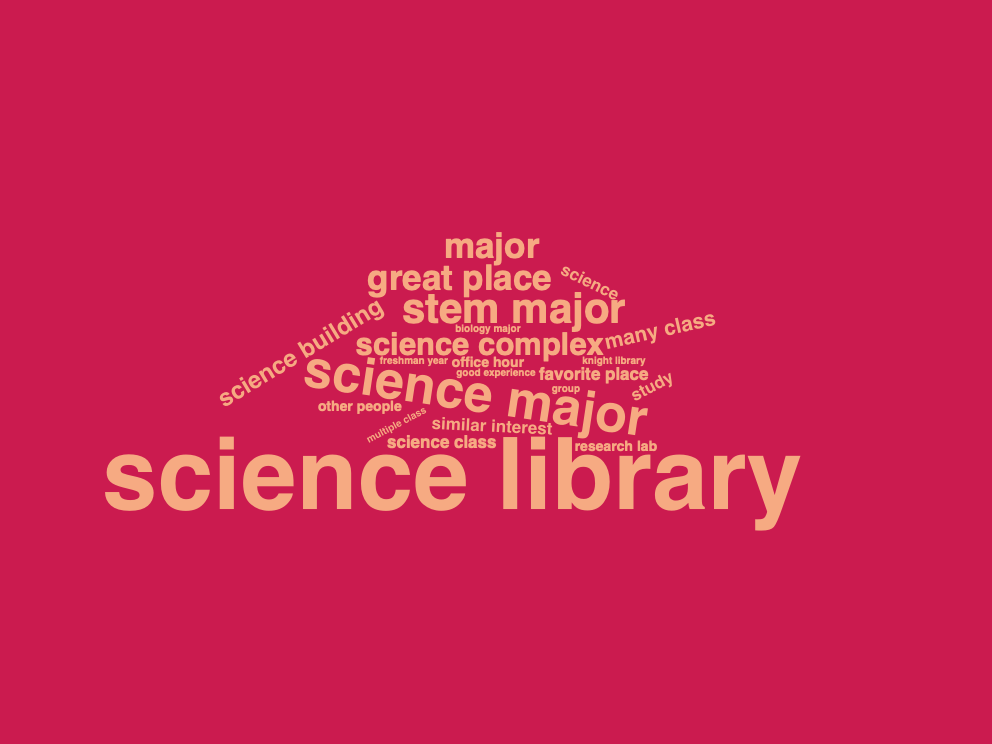 major
great place
science
stem major
science building
biology major
many class
science complex
freshman year
office hour
knight library
good experience
favorite place
science major
group
study
other people
multiple class
similar interest
science class
research lab
science library